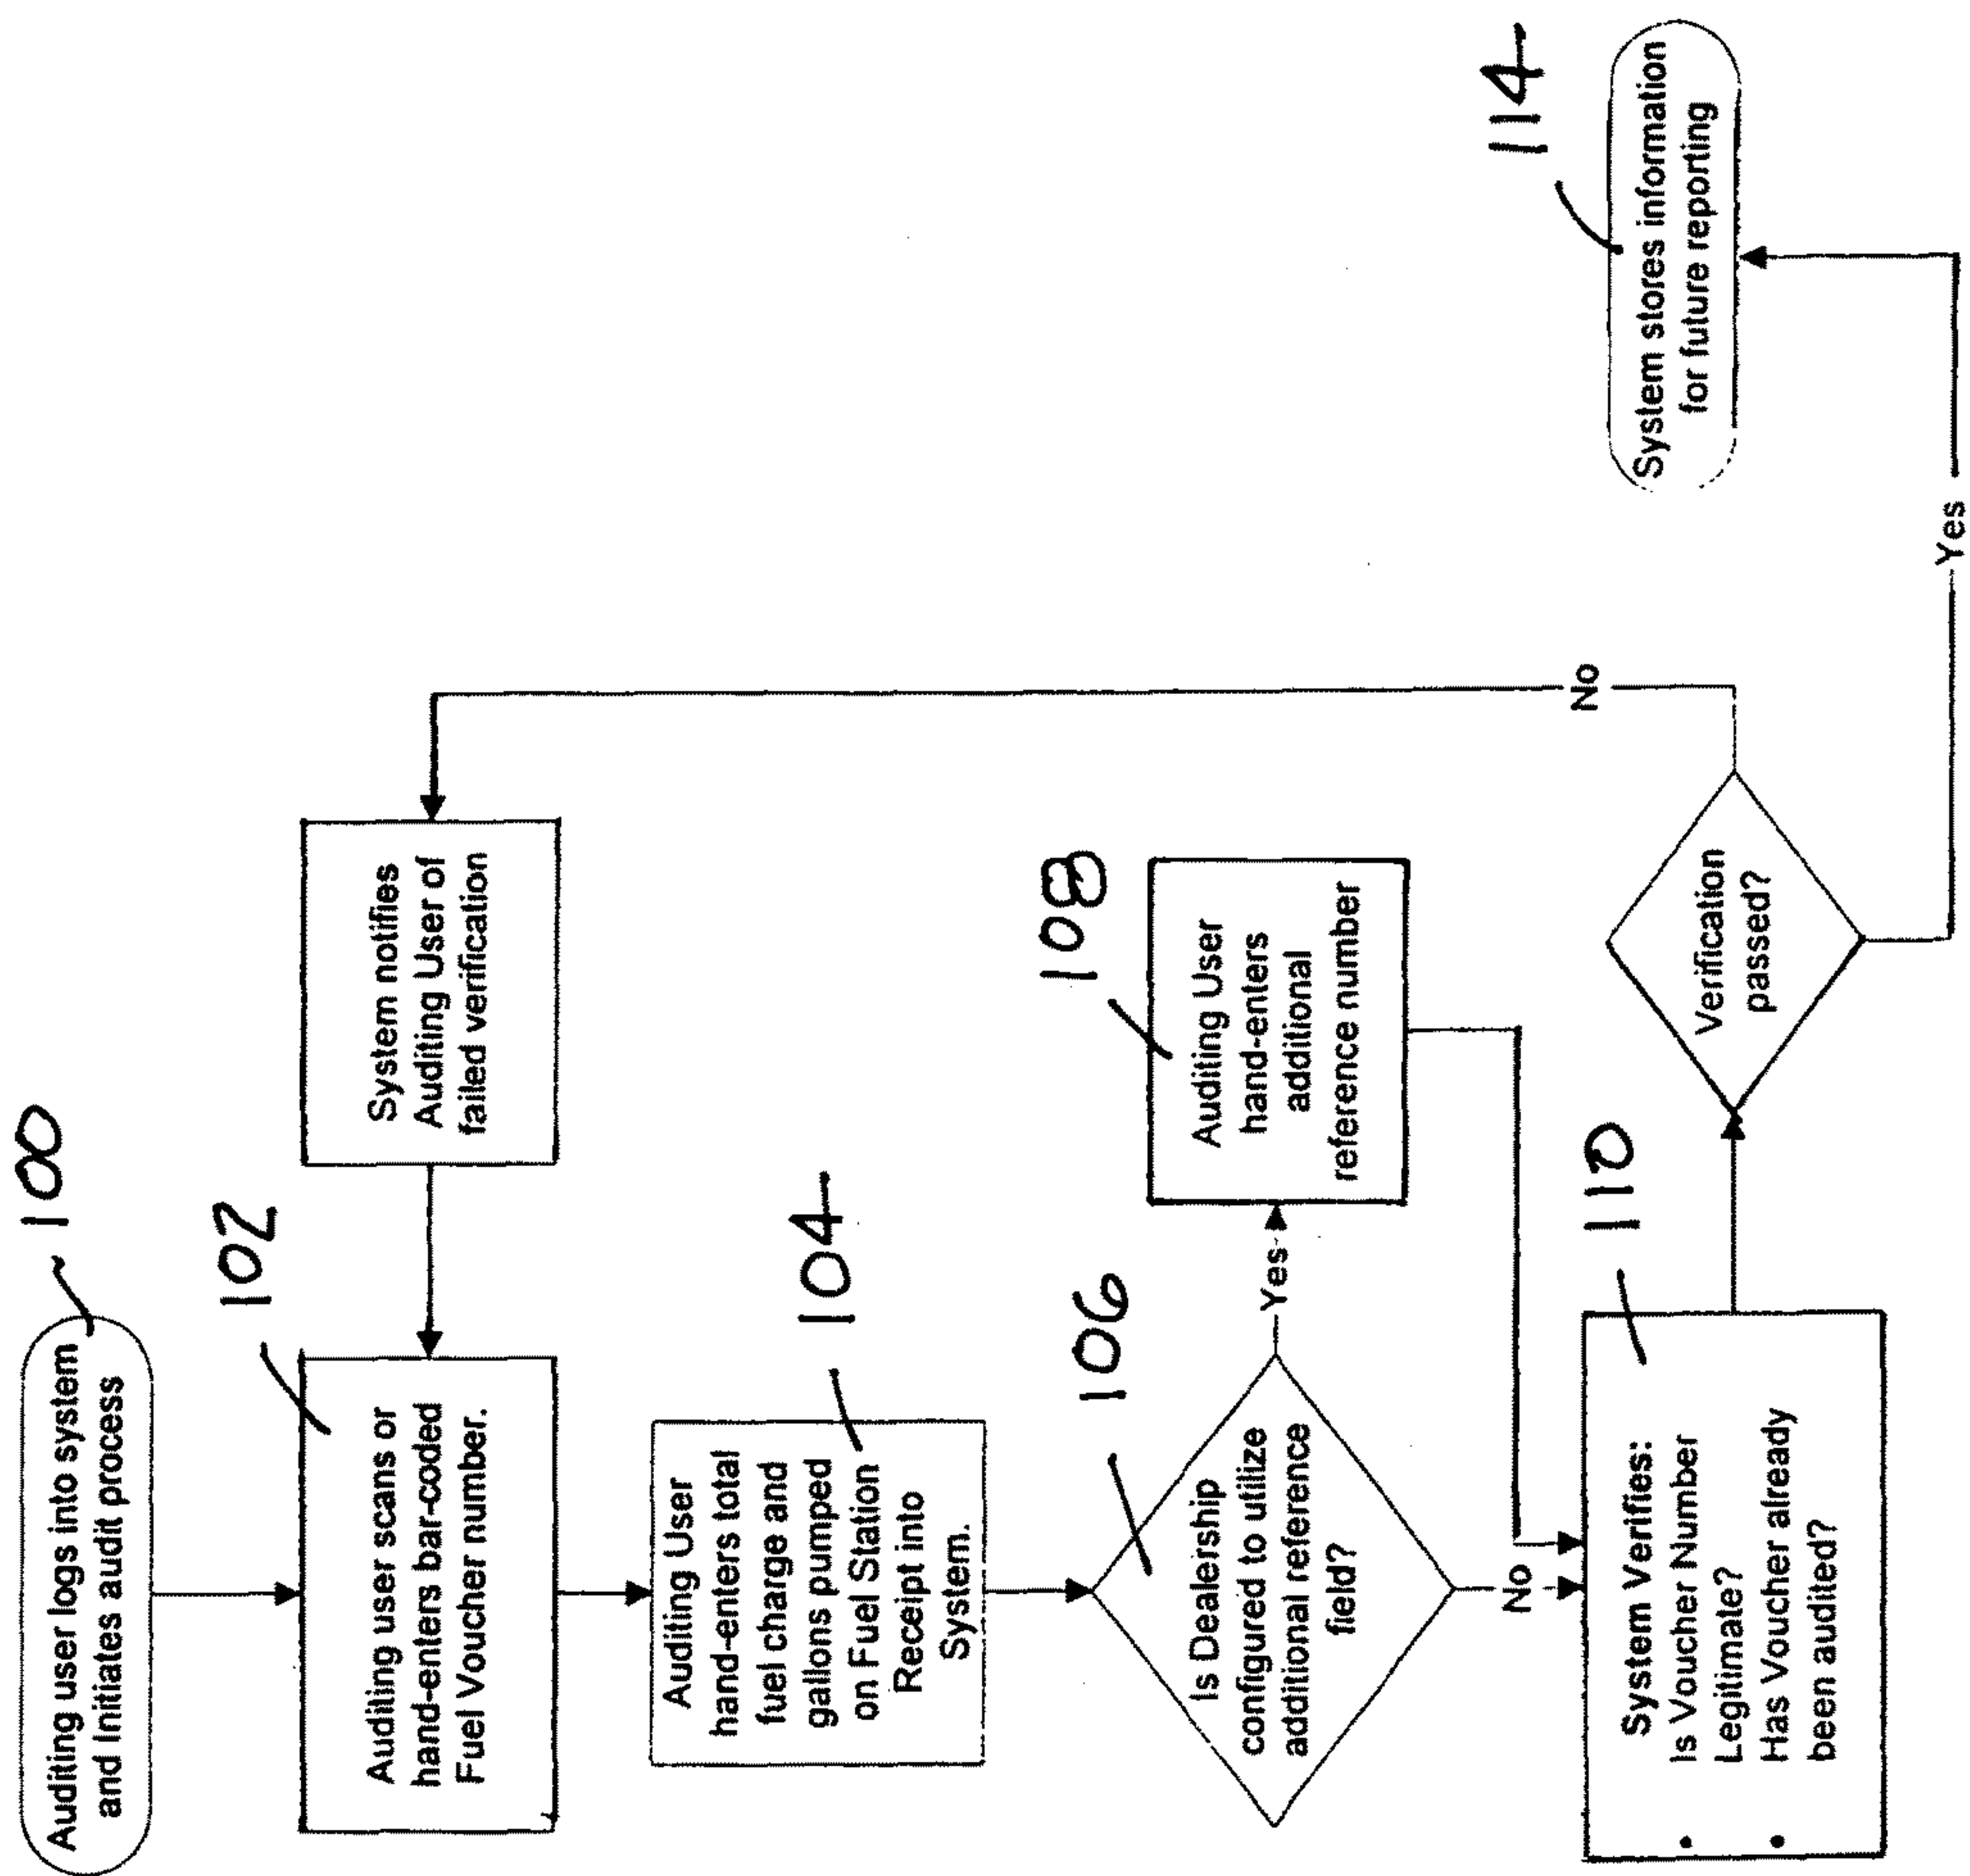 100
Auditing user logs into system
and Initiates audit process
102
Auditing user scans or
hand-enters bar-coded
Fuel Voucher number.
System notifies
Auditing User of
failed verification
104
Auditing User
hand-enters total
fuel charge and
gallons pumped
on Fuel Station
Receipt into
System.
106
Is Dealership
configured to utilize
additional reference
field?
Yes
108
Auditing User
hand-enters
additional
reference number
No
110
System Verifies:
• Is Voucher Number
Legitimate?
• Has Voucher already
been audited?
Verification
passed?
No
Yes
114
System stores information
for future reporting